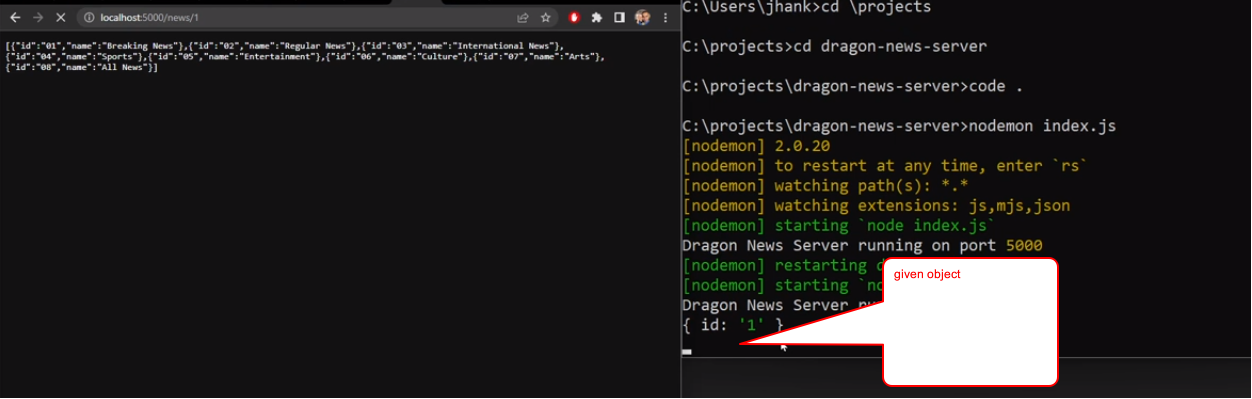 localhost:5000/news/1
[{"id":"01","name":"Breaking News"},{"id":"02","name":"Regular News"},{"id":"03","name":"International News"},
{"id":"04","name":"Sports"},{"id":"05","name":"Entertainment"},{"id":"06","name":"Culture"},{"id":"07","name":"Arts"},
{"id":"08","name":"All News"}]
C:\Users\jhank>cd \projects
C:\projects>cd dragon-news-server
C:\projects\dragon-news-server>code .
C:\projects\dragon-news-server>nodemon index.js
[nodemon] 2.0.20
[nodemon] to restart at any time, enter `rs`
[nodemon] watching path(s): *.*
[nodemon] watching extensions: js,mjs,json
[nodemon] starting `node index.js`
Dragon News Server running on port 5000
[nodemon] restarting
[nodemon] starting
Dragon News Server
{ id: '1' }
given object